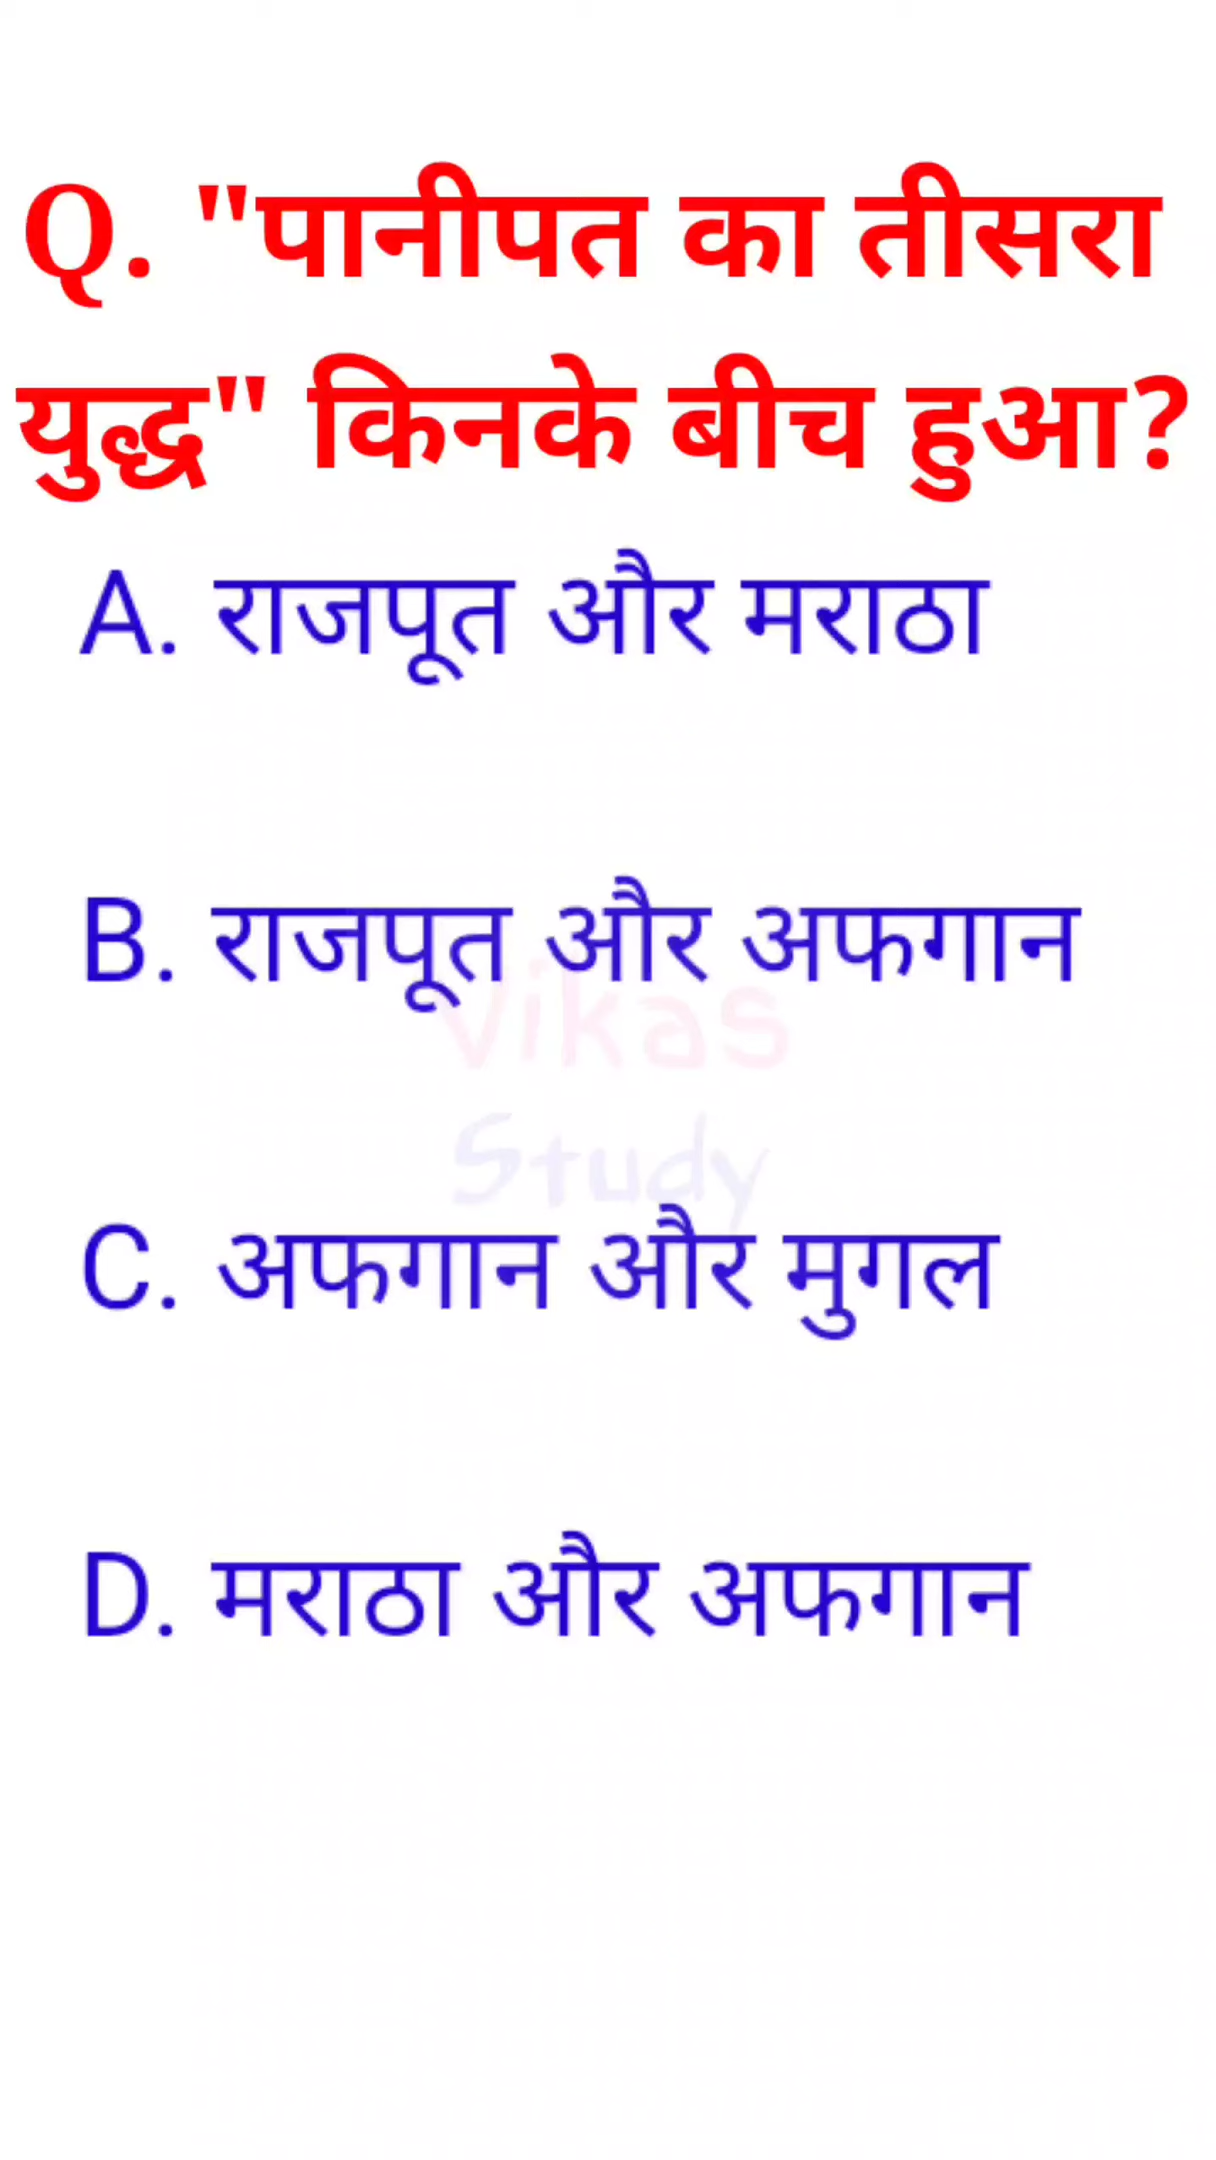 Q. "पानीपत का तीसरा
युद्ध" किनके बीच हुआ?
A. राजपूत और मराठा
B. राजपूत और अफगान
Vikas
Study
C. अफगान और मुगल
D. मराठा और अफगान